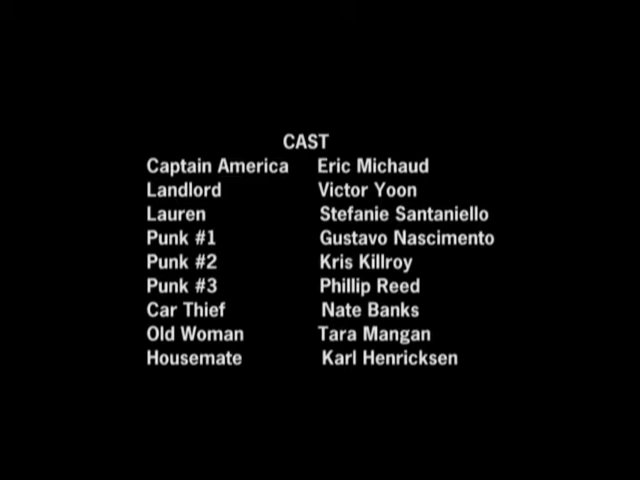 CAST
Captain America Eric Michaud
Landlord Victor Yoon
Lauren Stefanie Santaniello
Punk #1 Gustavo Nascimento
Punk #2 Kris Killroy
Punk #3 Phillip Reed
Car Thief Nate Banks
Old Woman Tara Mangan
Housemate Karl Henricksen